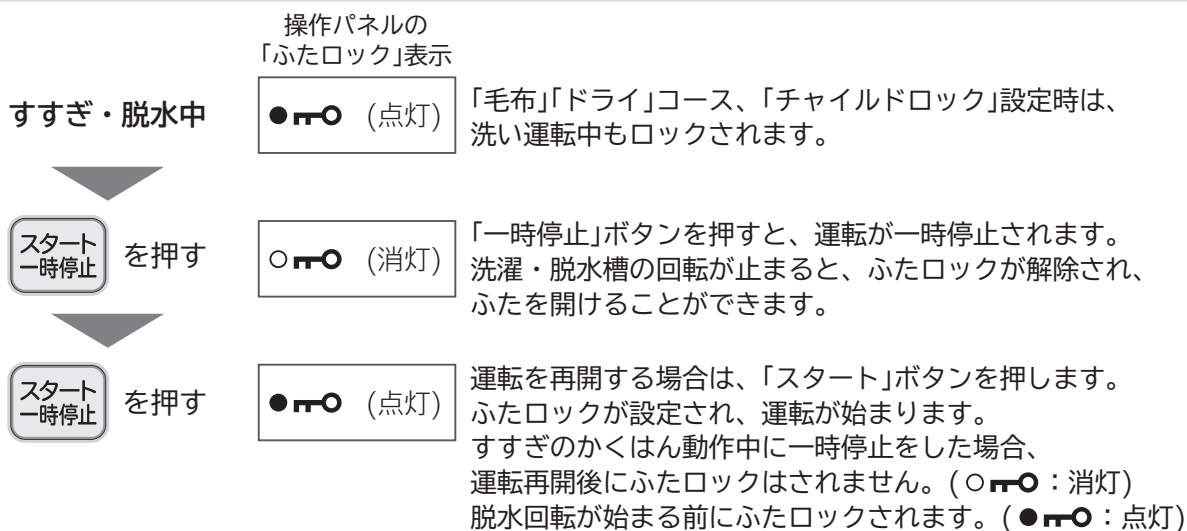 操作パネルの
「ふたロック」表示
すすぎ・脱水中
(点灯)
「毛布」「ドライ」コース、「チャイルドロック」設定時は、
洗い運転中もロックされます。
スタート
一時停止
を押す
(消灯)
「一時停止」ボタンを押すと、運転が一時停止されます。
洗濯・脱水槽の回転が止まると、ふたロックが解除され、
ふたを開けることができます。
スタート
一時停止
を押す
(点灯)
運転を再開する場合は、「スタート」ボタンを押します。
ふたロックが設定され、運転が始まります。
すすぎのかくはん動作中に一時停止をした場合、
運転再開後にふたロックはされません。(：消灯)
脱水回転が始まる前にふたロックされます。(：点灯)